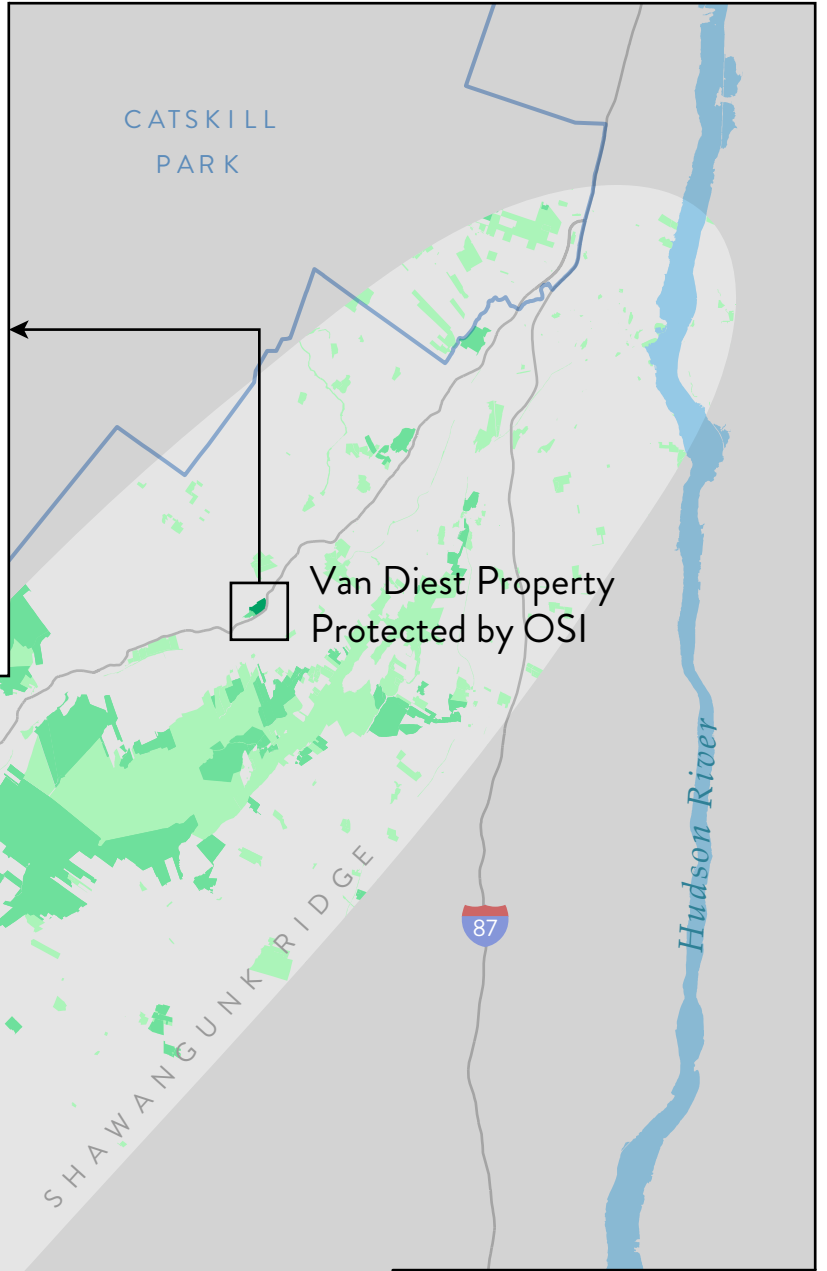 CATSKILL
PARK
Van Diest Property
Protected by OSI
Hudson River
SHAWANGUNK RIDGE
87